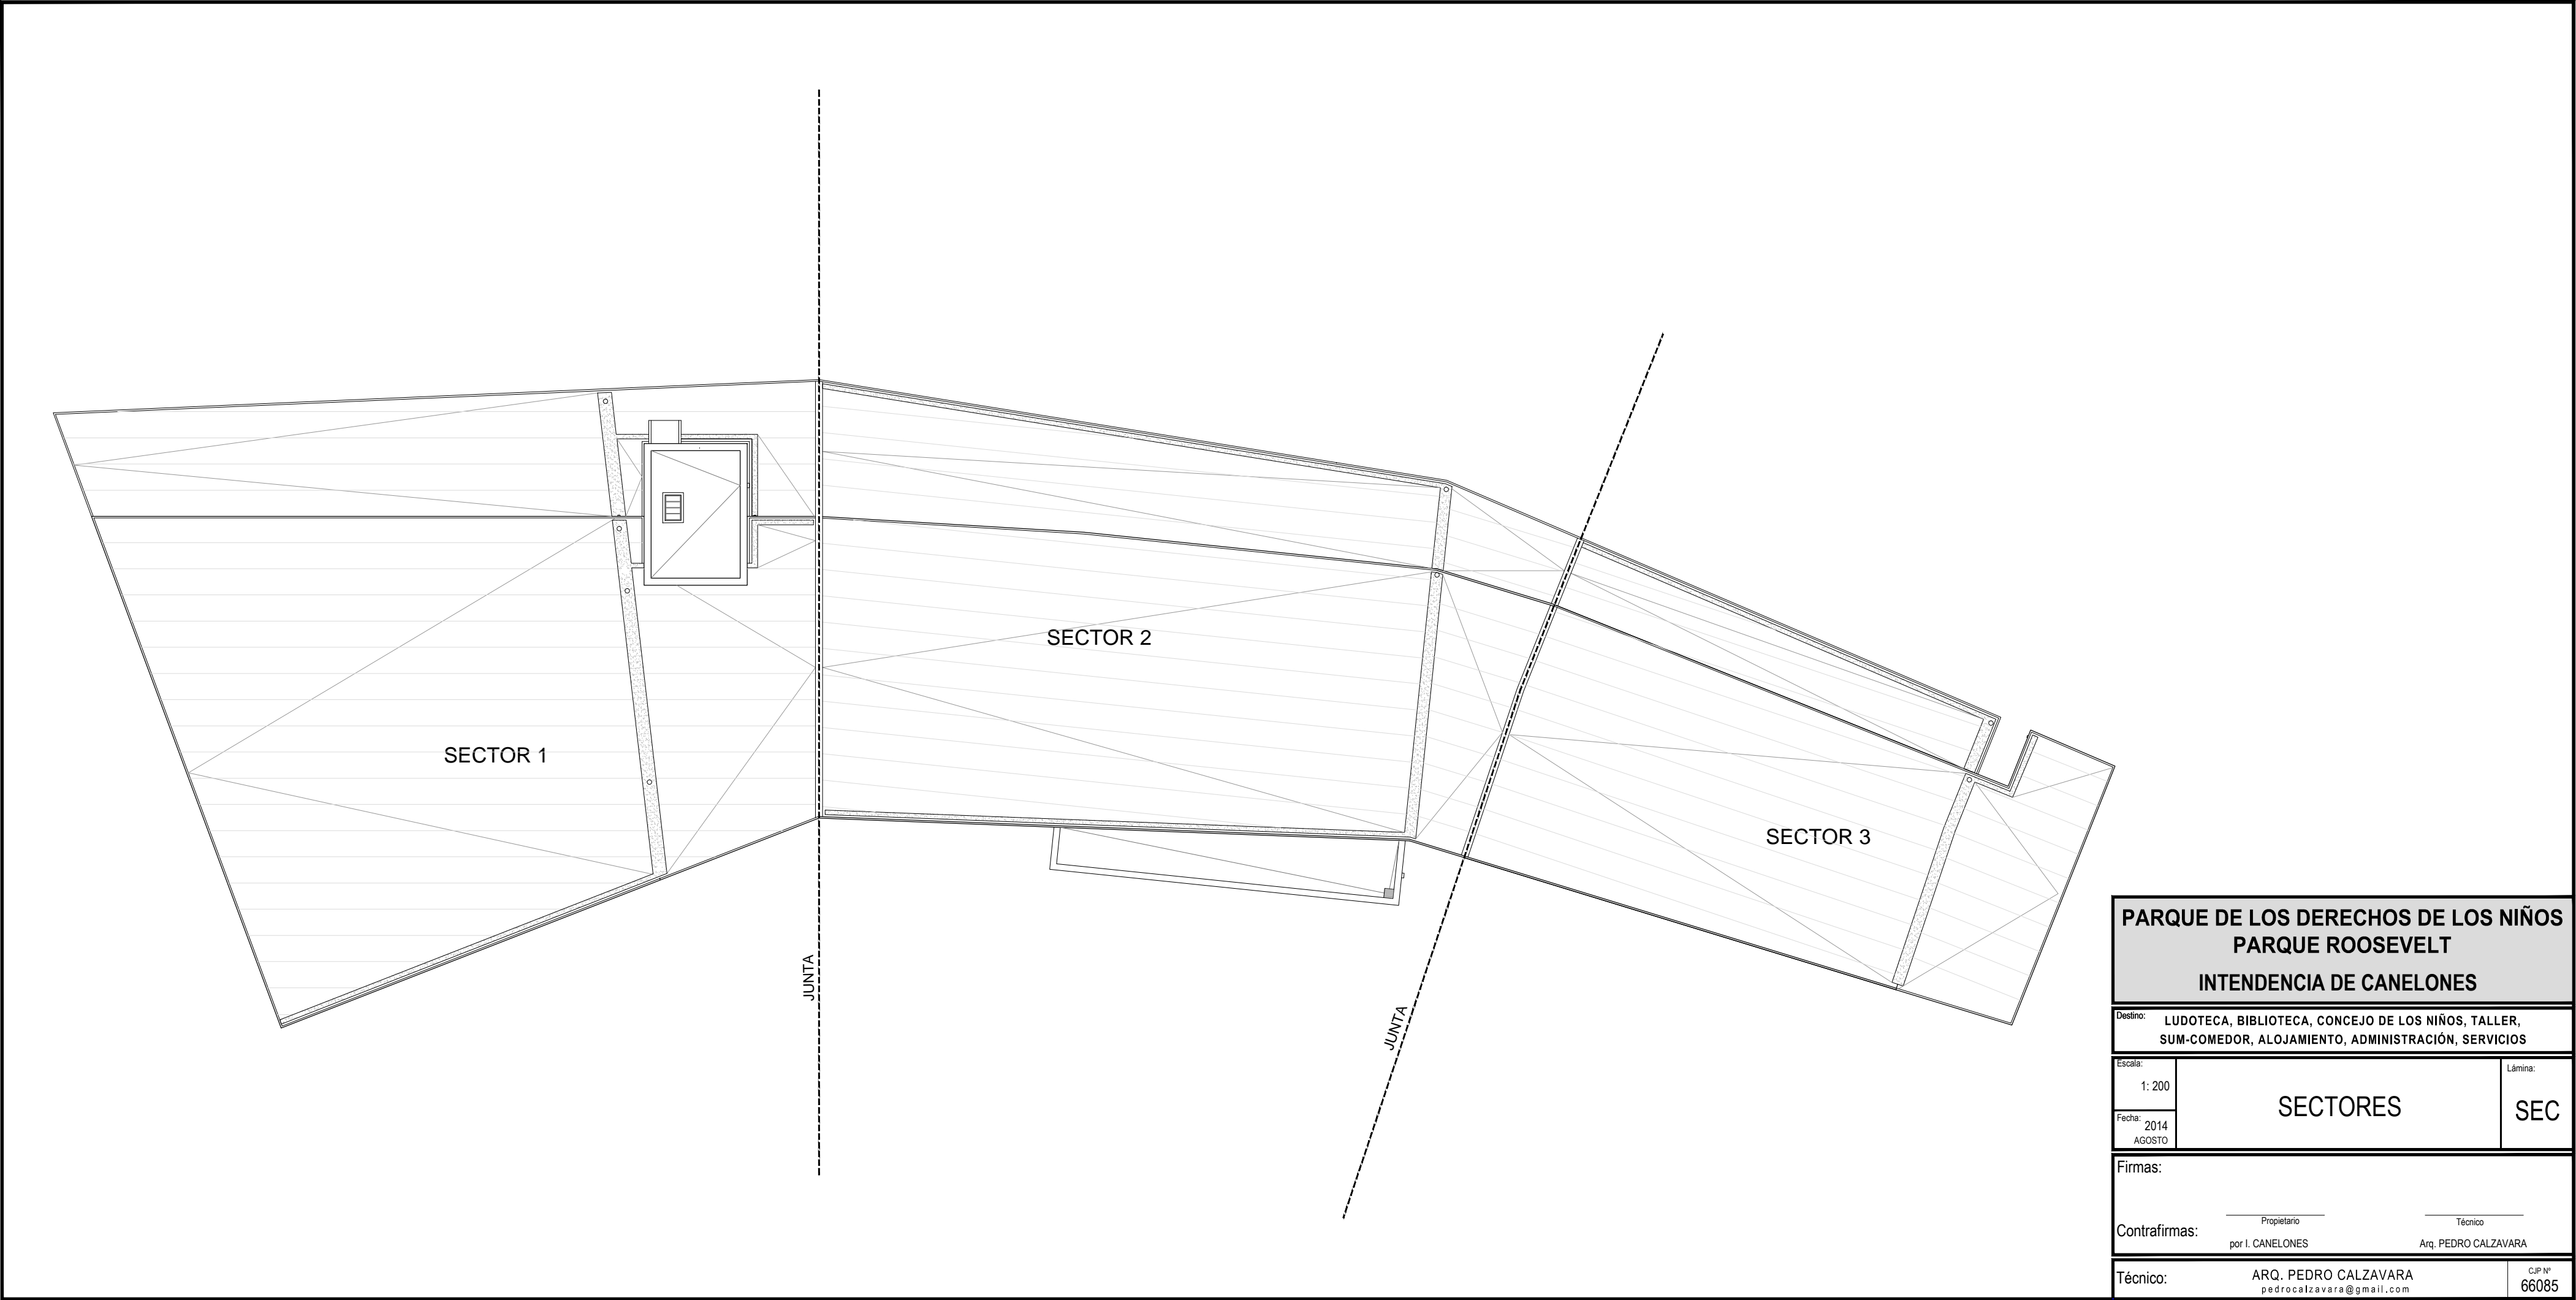 SECTOR 2
SECTOR 1
SECTOR 3
JUNTA
JUNTA
PARQUE DE LOS DERECHOS DE LOS NIÑOS
PARQUE ROOSEVELT
INTENDENCIA DE CANELONES
Destino: LUDOTECA, BIBLIOTECA, CONCEJO DE LOS NIÑOS, TALLER,
SUM-COMEDOR, ALOJAMIENTO, ADMINISTRACIÓN, SERVICIOS
Escala:
1: 200
Fecha:
2014
AGOSTO
SECTORES
Lámina:
SEC
Firmas:
Propietario
Técnico
Contrafirmas:
por I. CANELONES
Arq. PEDRO CALZAVARA
Técnico:
ARQ. PEDRO CALZAVARA
pedrocalzavara@gmail.com
CJP Nº
66085